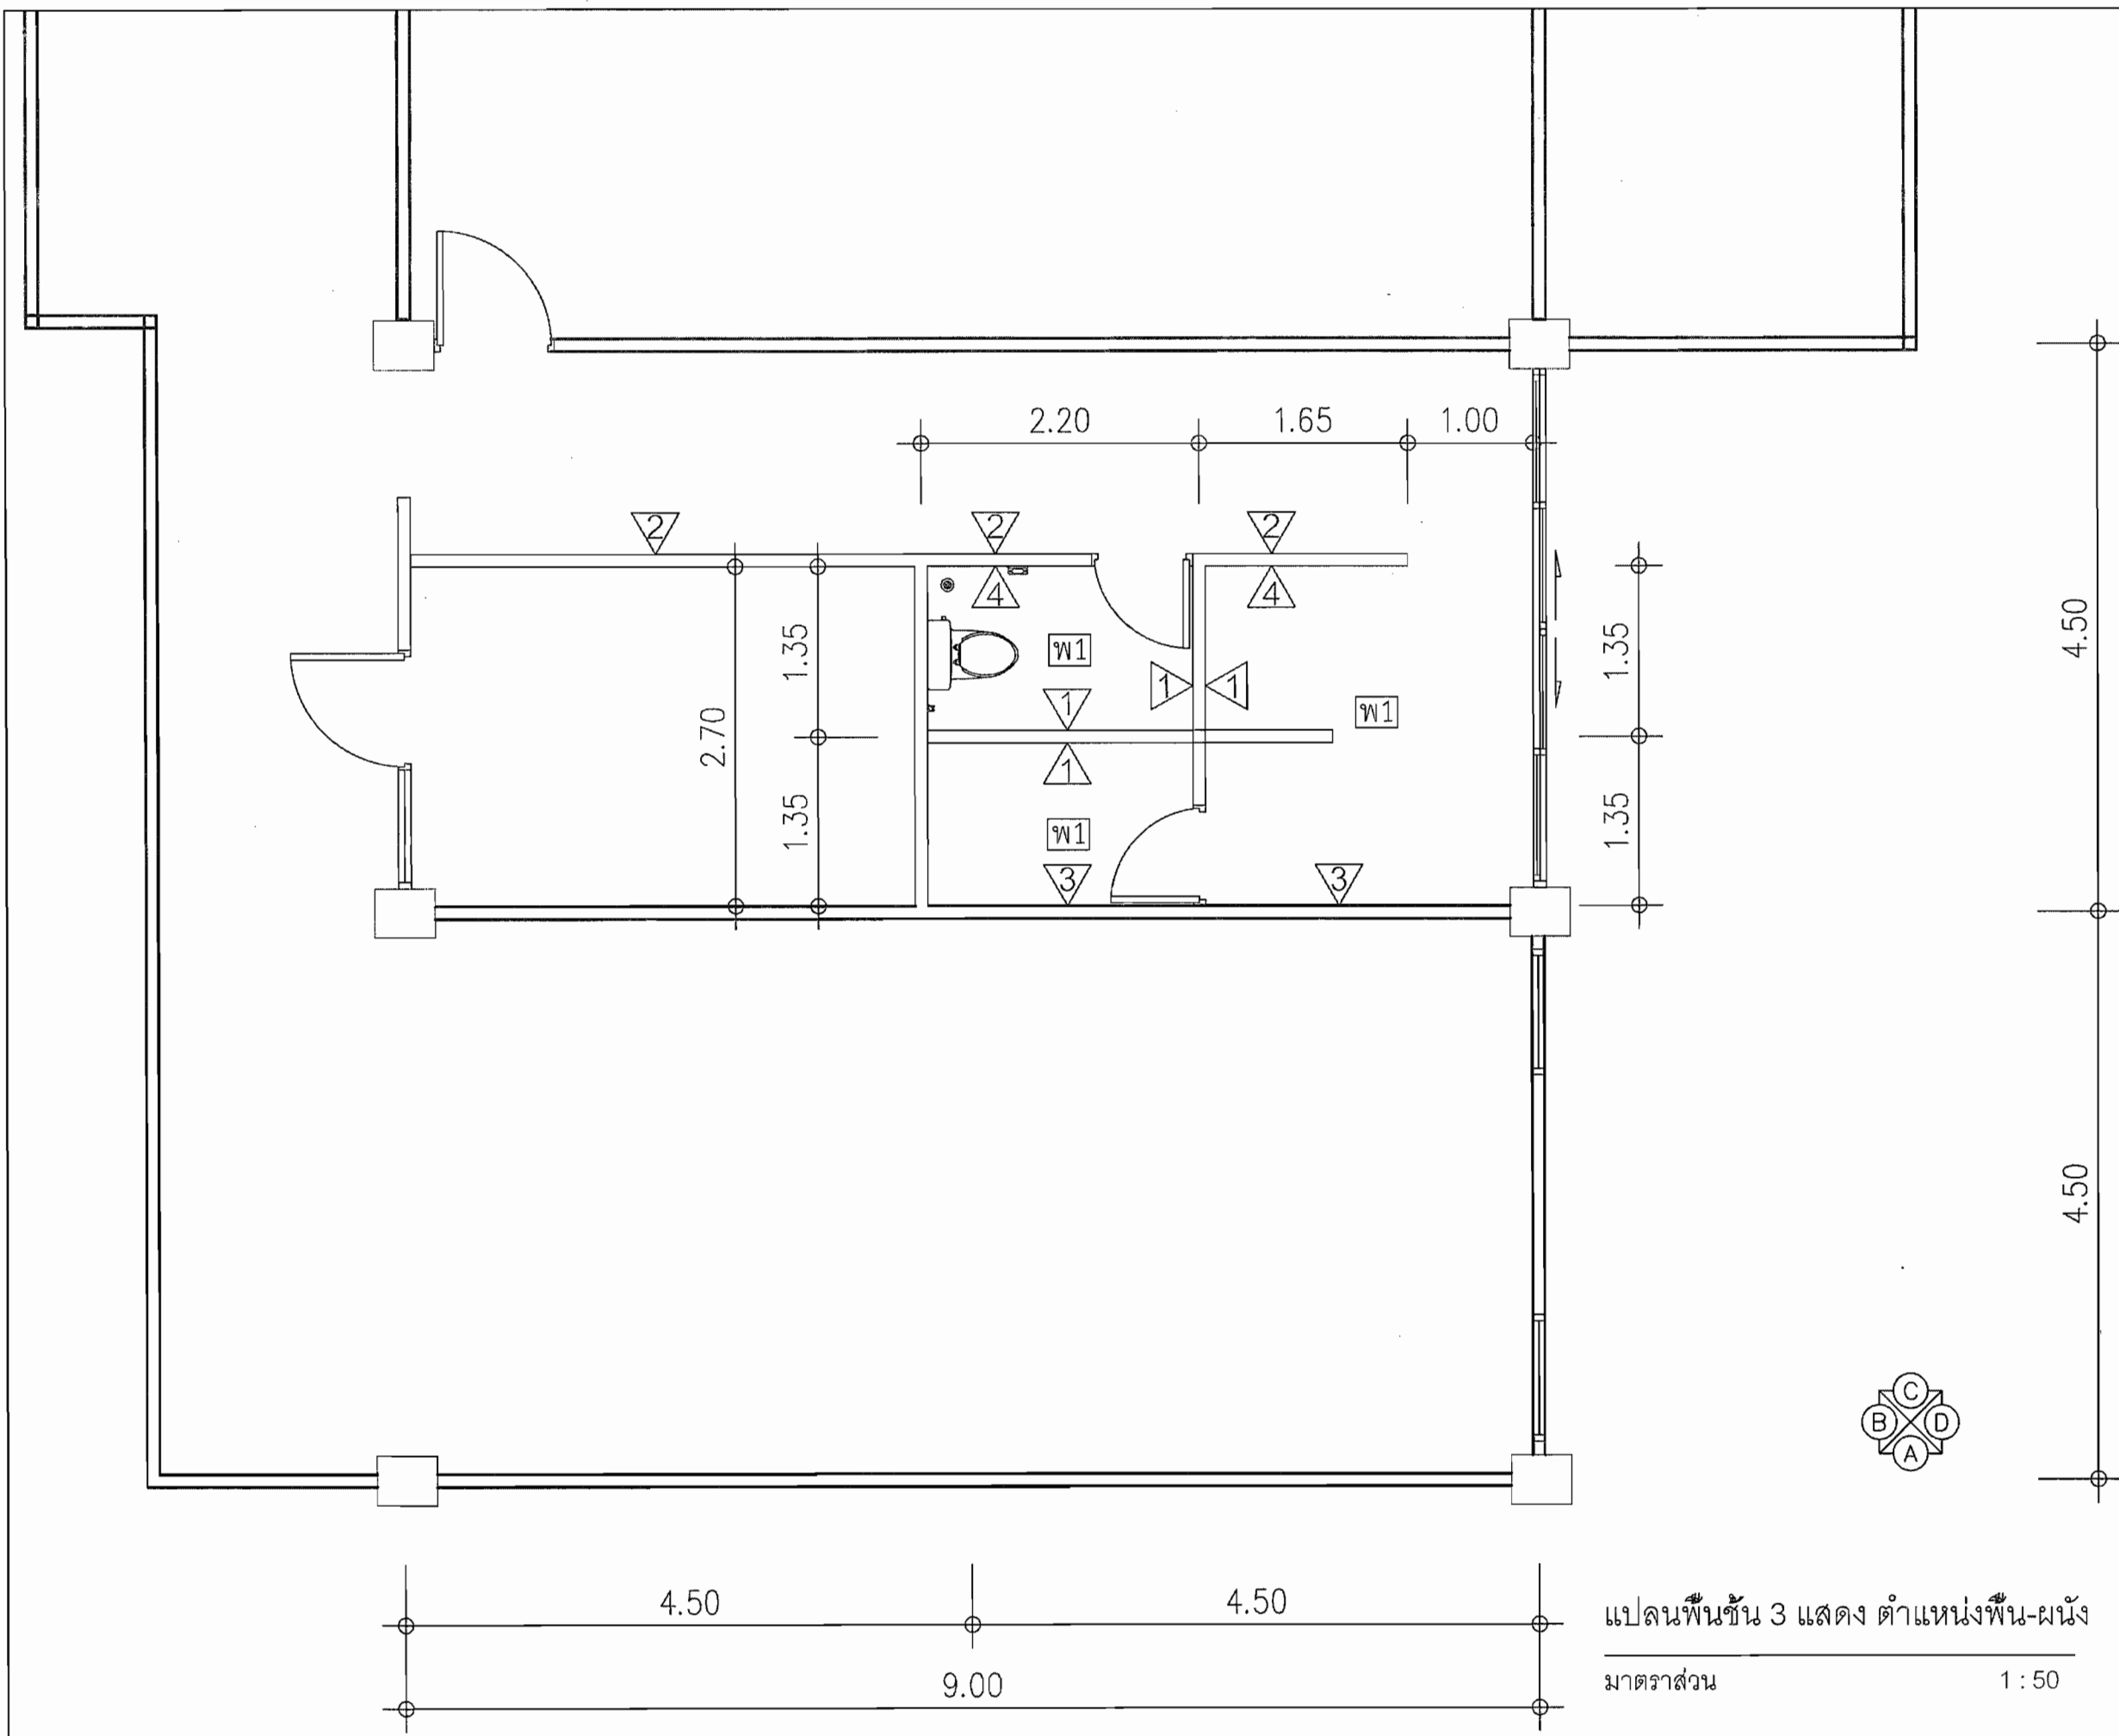 2.20 1.65 1.00
2 2 2
4 4
4.50
1.35 พ1 1.35
1 1
1 พ1
2.70
1
1.35 พ1 1.35
3 3
4.50
C
B D
A
4.50 4.50
แปลนพื้นชั้น 3 แสดง ตำแหน่งพื้น-ผนัง
9.00
มาตราส่วน 1 : 50